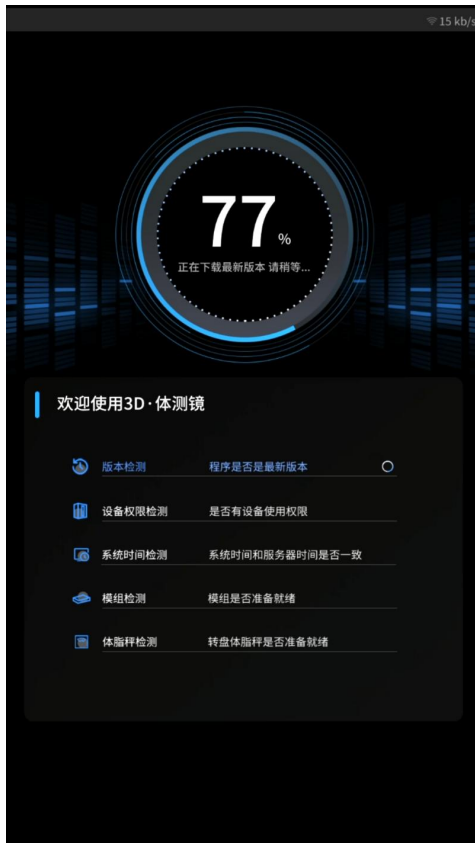 15 kb/s
77%
正在下载最新版本 请稍等...
欢迎使用3D·体测镜
版本检测 程序是否是最新版本
设备权限检测 是否有设备使用权限
系统时间检测 系统时间和服务器时间是否一致
模组检测 模组是否准备就绪
体脂秤检测 转盘体脂秤是否准备就绪